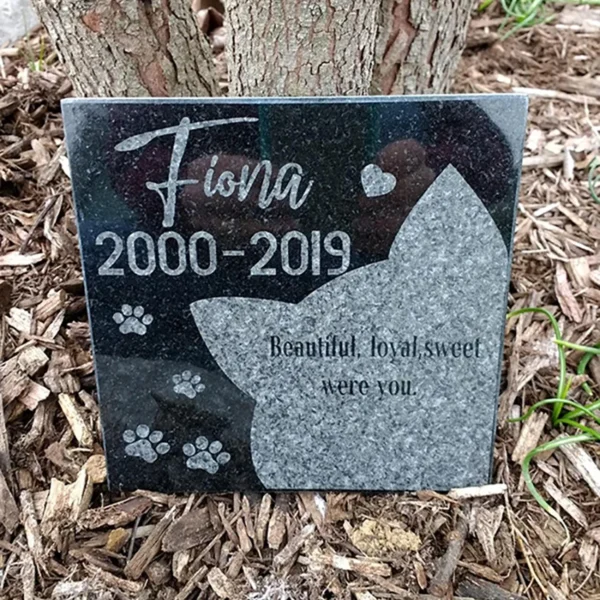 Fiona
2000-2019
Beautiful, loyal,sweet
were you.